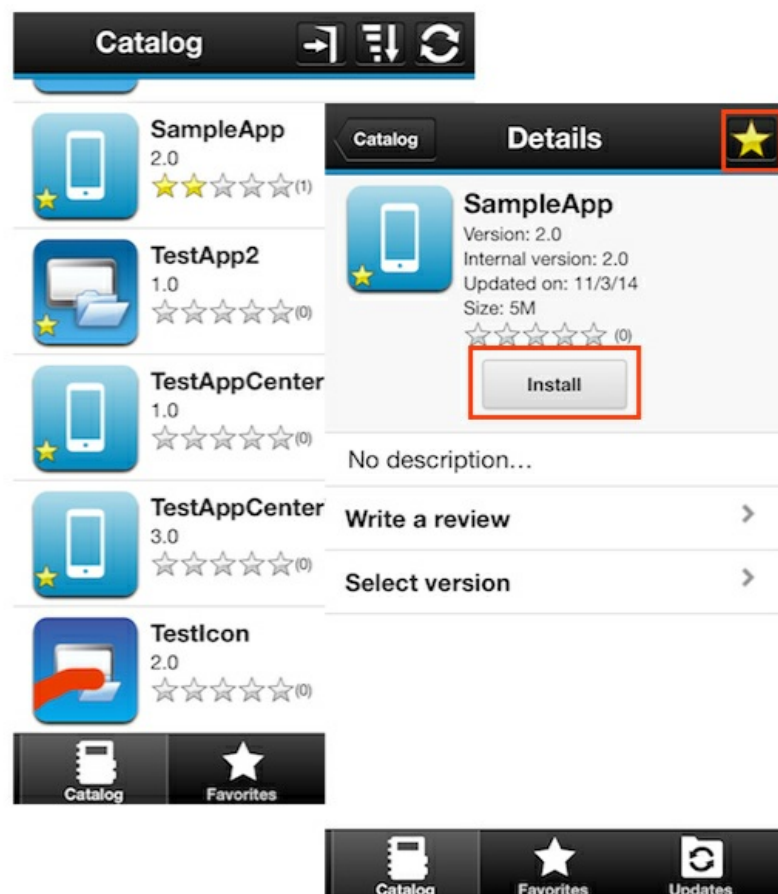 Catalog
SampleApp
2.0
(1)
TestApp2
1.0
(0)
TestAppCenter
1.0
(0)
TestAppCenter
3.0
(0)
TestIcon
2.0
(0)
Catalog
Favorites
Catalog
Details
SampleApp
Version: 2.0
Internal version: 2.0
Updated on: 11/3/14
Size: 5M
(0)
Install
No description...
Write a review
Select version
Catalog
Favorites
Updates